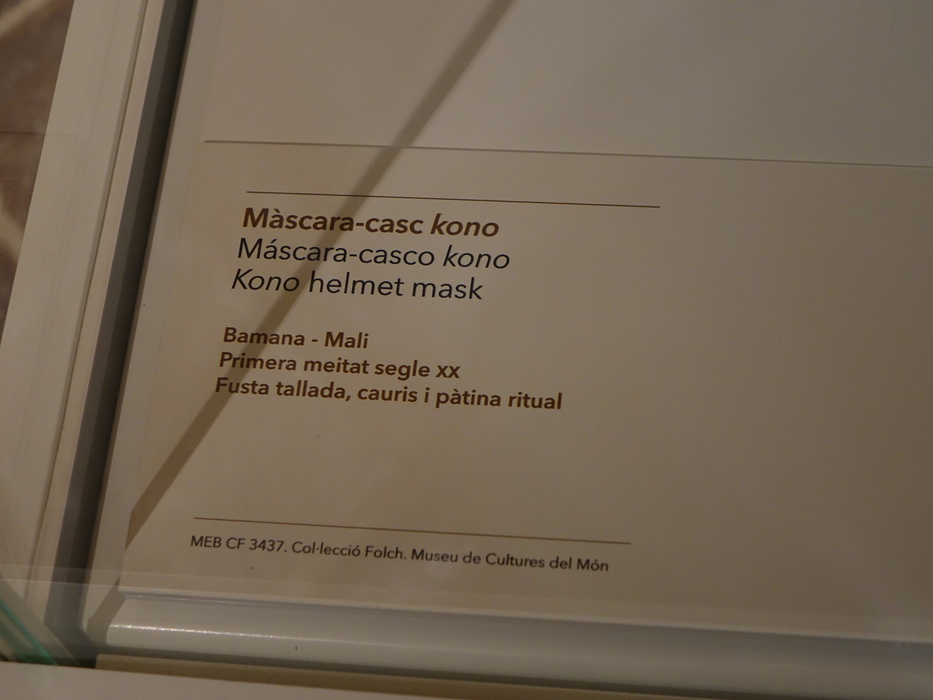 Màscara-casc kono
Máscara-casco kono
Kono helmet mask
Bamana - Mali
Primera meitat segle xx
Fusta tallada, cauris i pàtina ritual
MEB CF 3437. Col·lecció Folch. Museu de Cultures del Món